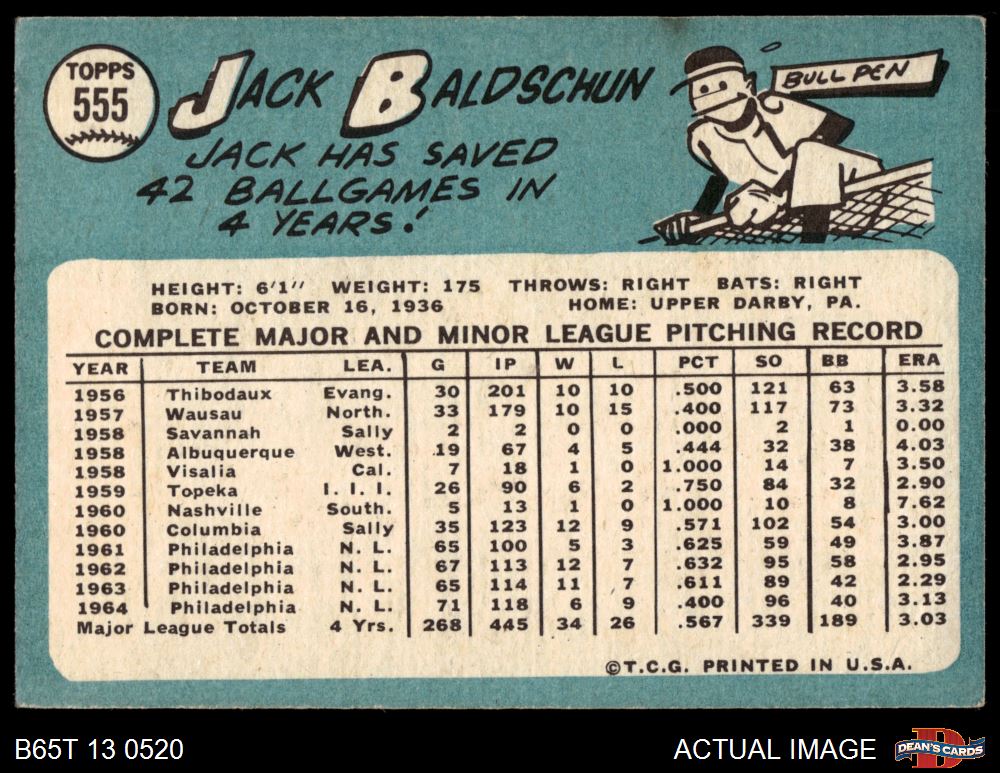 TOPPS
555
JACK BALDSCHUN
JACK HAS SAVED
42 BALLGAMES IN
4 YEARS!
BULL PEN
HEIGHT: 6'1" WEIGHT: 175 THROWS: RIGHT BATS: RIGHT
BORN: OCTOBER 16, 1936 HOME: UPPER DARBY, PA.
COMPLETE MAJOR AND MINOR LEAGUE PITCHING RECORD
YEAR TEAM LEA. G IP W L PCT SO BB ERA
1956 Thibodaux Evang. 30 201 10 10 .500 121 63 3.58
1957 Wausau North. 33 179 10 15 .400 117 73 3.32
1958 Savannah Sally 2 2 0 0 .000 2 1 0.00
1958 Albuquerque West. 19 67 4 5 .444 32 38 4.03
1958 Visalia Cal. 7 18 1 0 1.000 14 7 3.50
1959 Topeka I. I. I. 26 90 6 2 .750 84 32 2.90
1960 Nashville South. 5 13 1 0 1.000 10 8 7.62
1960 Columbia Sally 35 123 12 9 .571 102 54 3.00
1961 Philadelphia N. L. 65 100 5 3 .625 59 49 3.87
1962 Philadelphia N. L. 67 113 12 7 .632 95 58 2.95
1963 Philadelphia N. L. 65 114 11 7 .611 89 42 2.29
1964 Philadelphia N. L. 71 118 6 9 .400 96 40 3.13
Major League Totals 4 Yrs. 268 445 34 26 .567 339 189 3.03
©T.C.G. PRINTED IN U.S.A.
B65T 13 0520 ACTUAL IMAGE D DEAN'S CARDS